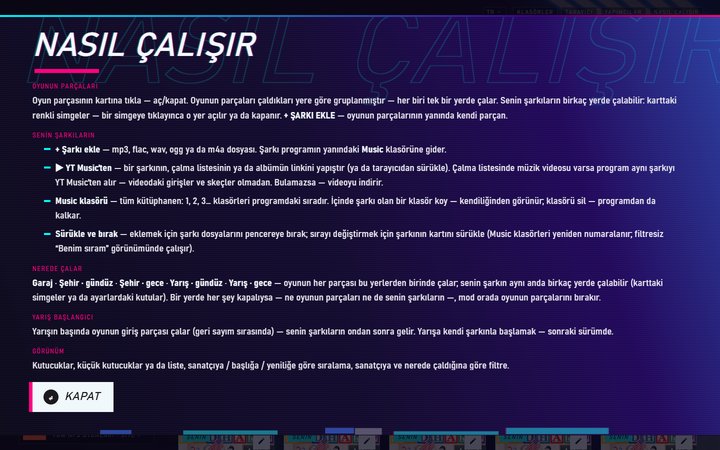 TR
KLASÖRLER
NASIL ÇALIŞIR
OYUNUN PARÇALARI
Oyun parçasının kartına tıkla — aç/kapat. Oyunun parçaları çaldıkları yere göre gruplanmıştır — her biri tek bir yerde çalar. Senin şarkıların birkaç yerde çalabilir: karttaki
renkli simgeler — bir simgeye tıklayınca o yer açılır ya da kapanır. + ŞARKI EKLE — oyunun parçalarının yanında kendi parçan.
SENİN ŞARKILARIN
+ Şarkı ekle — mp3, flac, wav, ogg ya da m4a dosyası. Şarkı programın yanındaki Music klasörüne gider.
▶ YT Music'ten — bir şarkının, çalma listesinin ya da albümün linkini yapıştır (ya da tarayıcıdan sürükle). Çalma listesinde müzik videosu varsa program aynı şarkıyı
YT Music'ten alır — videodaki girişler ve skeçler olmadan. Bulamazsa — videoyu indirir.
Music klasörü — tüm kütüphanen: 1, 2, 3… klasörleri programdaki sıradır. İçinde şarkı olan bir klasör koy — kendiliğinden görünür; klasörü sil — programdan da
kalkar.
Sürükle ve bırak — eklemek için şarkı dosyalarını pencereye bırak; sırayı değiştirmek için şarkının kartını sürükle (Music klasörleri yeniden numaralanır; filtresiz
"Benim sıram" görünümünde çalışır).
NEREDE ÇALAR
Garaj · Şehir · gündüz · Şehir · gece · Yarış · gündüz · Yarış · gece — oyunun her parçası bu yerlerden birinde çalar; senin şarkın aynı anda birkaç yerde çalabilir (karttaki
simgeler ya da ayarlardaki kutular). Bir yerde her şey kapalıysa — ne oyunun parçaları ne de senin şarkıların —, mod orada oyunun parçalarını bırakır.
YARIŞ BAŞLANGICI
Yarışın başında oyunun giriş parçası çalar (geri sayım sırasında) — senin şarkıların ondan sonra gelir. Yarışa kendi şarkınla başlamak — sonraki sürümde.
GÖRÜNÜM
Kutucuklar, küçük kutucuklar ya da liste, sanatçıya / başlığa / yeniliğe göre sıralama, sanatçıya ve nerede çaldığına göre filtre.
KAPAT